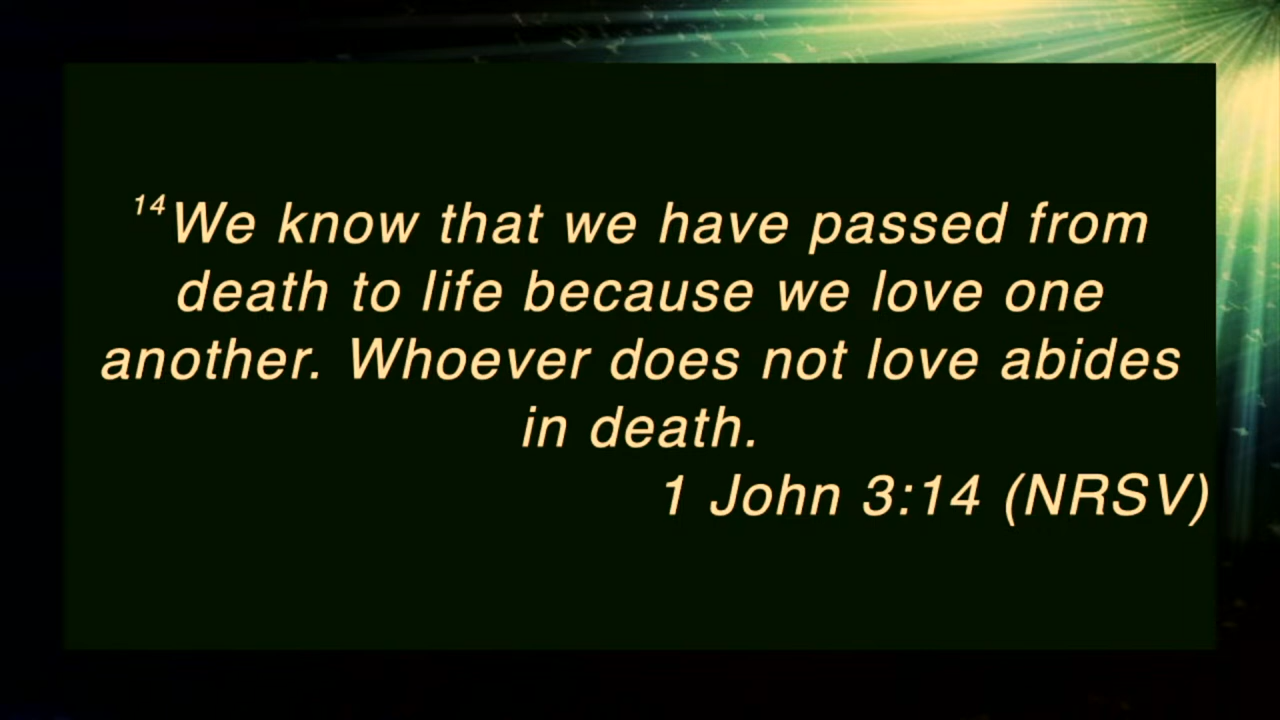 ¹⁴We know that we have passed from
death to life because we love one
another. Whoever does not love abides
in death.
1 John 3:14 (NRSV)